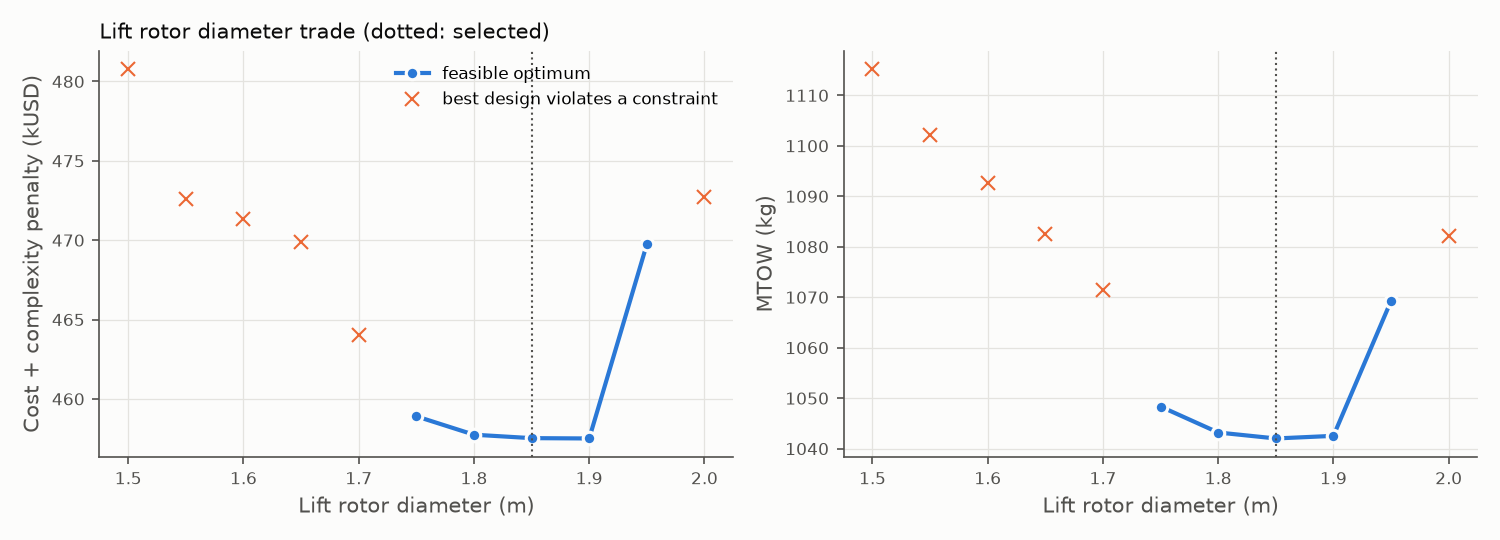 Lift rotor diameter trade (dotted: selected)
Cost + complexity penalty (kUSD)
480
475
470
465
460
feasible optimum
best design violates a constraint
1.5 1.6 1.7 1.8 1.9 2.0
Lift rotor diameter (m)
MTOW (kg)
1110
1100
1090
1080
1070
1060
1050
1040
1.5 1.6 1.7 1.8 1.9 2.0
Lift rotor diameter (m)